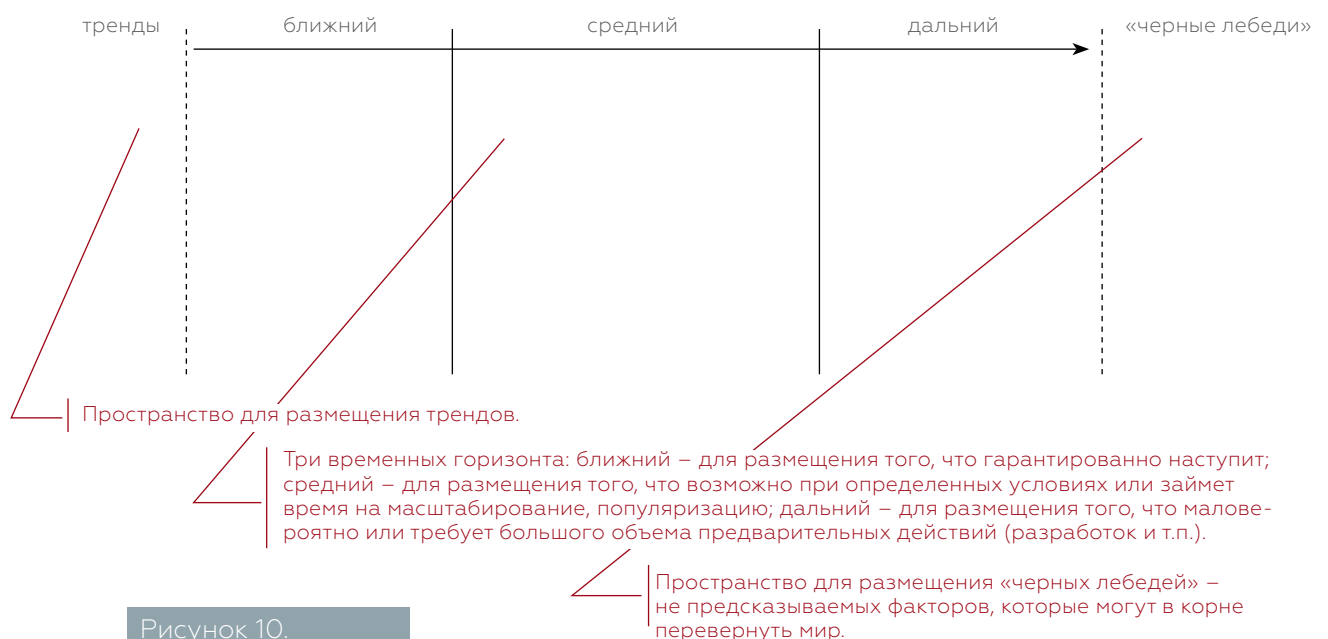 тренды ближний средний дальний «черные лебеди»
Пространство для размещения трендов.
Три временных горизонта: ближний – для размещения того, что гарантированно наступит;
средний – для размещения того, что возможно при определенных условиях или займет
время на масштабирование, популяризацию; дальний – для размещения того, что малове-
роятно или требует большого объема предварительных действий (разработок и т.п.).
Пространство для размещения «черных лебедей» –
не предсказываемых факторов, которые могут в корне
перевернуть мир.
Рисунок 10.